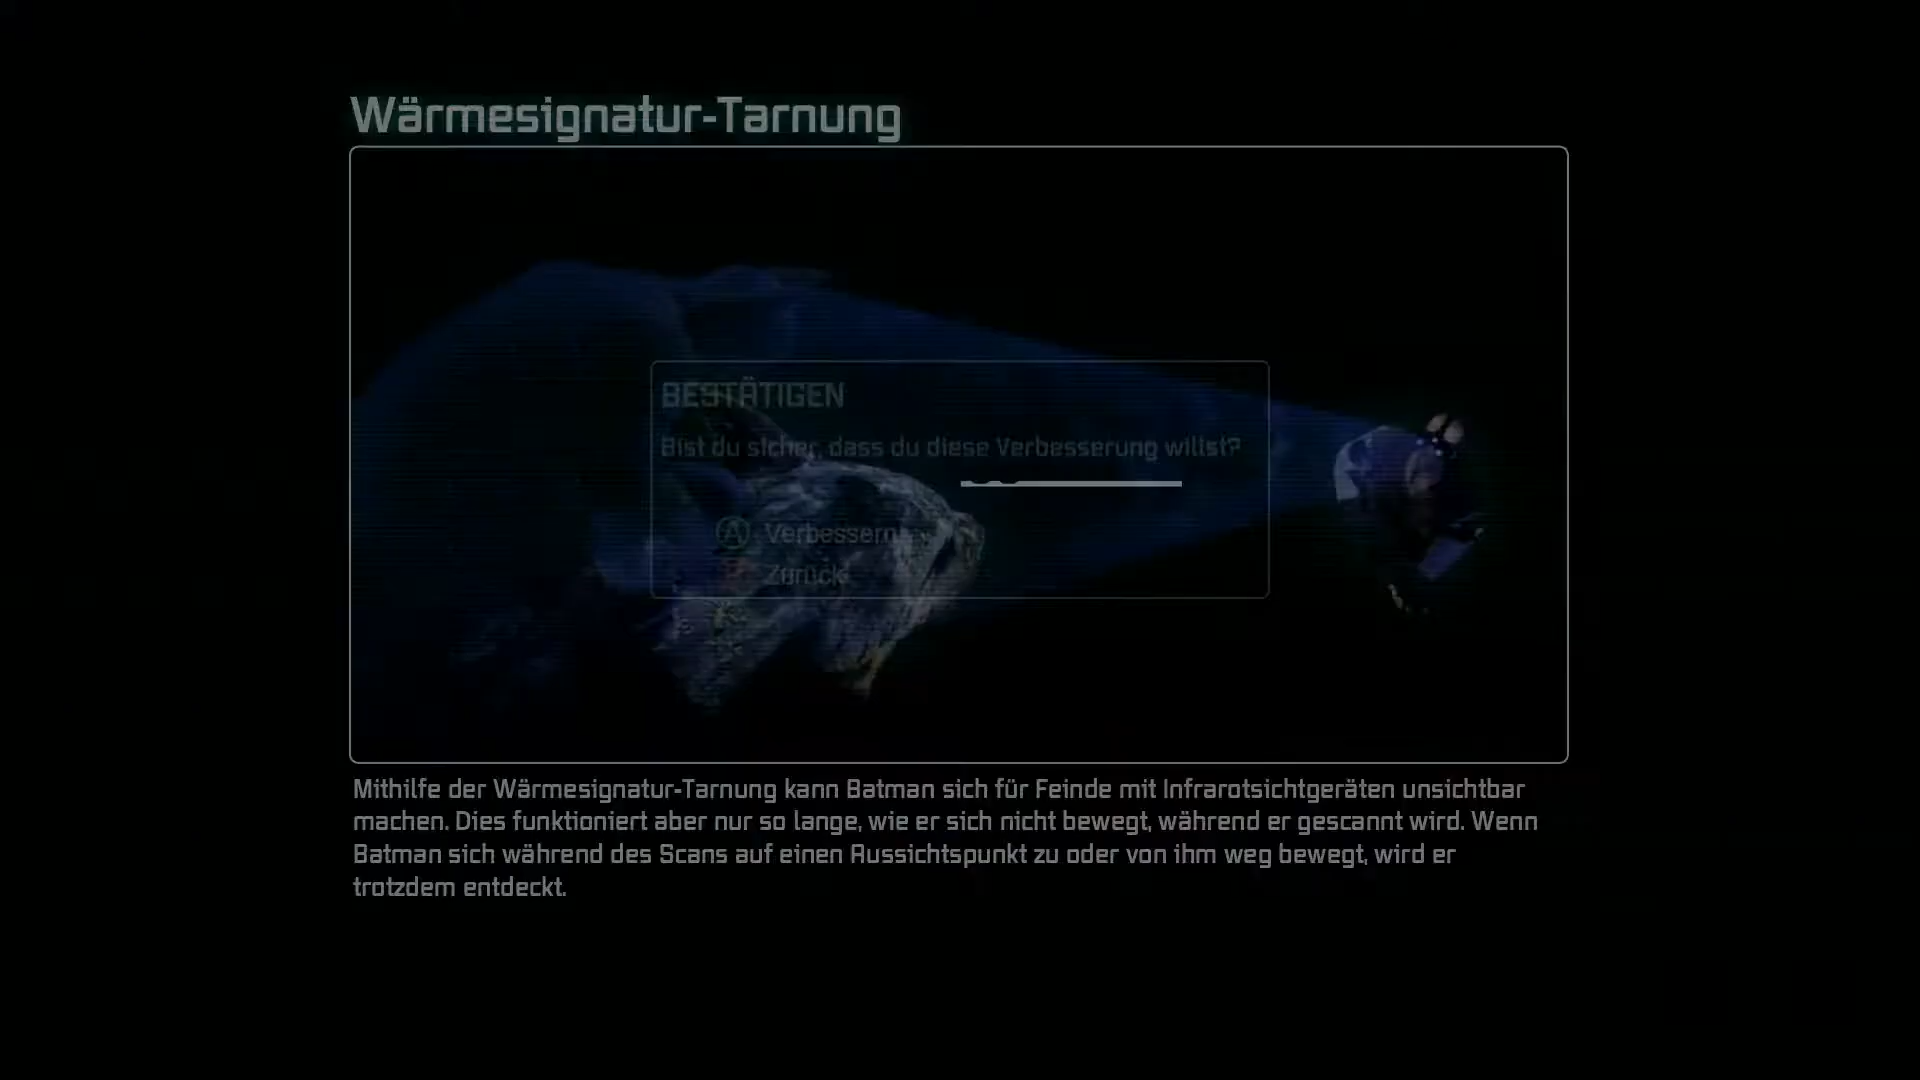 Wärmesignatur-Tarnung
BESTÄTIGEN
Bist du sicher, dass du diese Verbesserung willst?
A Verbessern
Zurück
Mithilfe der Wärmesignatur-Tarnung kann Batman sich für Feinde mit Infrarotsichtgeräten unsichtbar
machen. Dies funktioniert aber nur so lange, wie er sich nicht bewegt, während er gescannt wird. Wenn
Batman sich während des Scans auf einen Aussichtspunkt zu oder von ihm weg bewegt, wird er
trotzdem entdeckt.